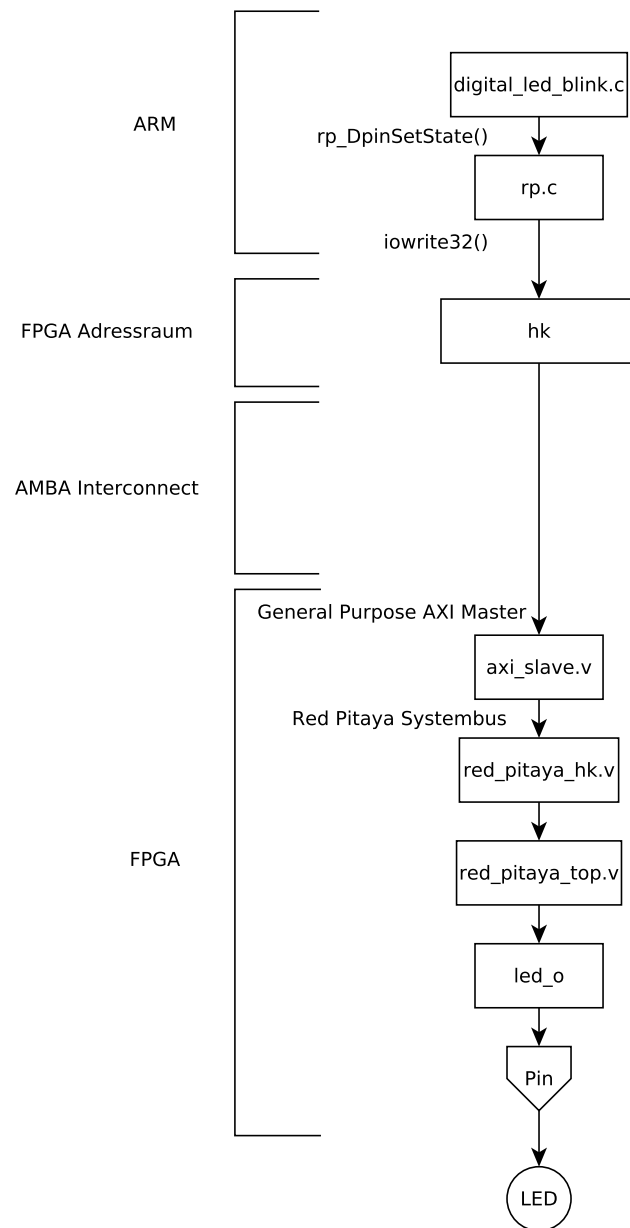 digital_led_blink.c
ARM
rp_DpinSetState()
rp.c
iowrite32()
FPGA Adressraum
hk
AMBA Interconnect
General Purpose AXI Master
axi_slave.v
Red Pitaya Systembus
red_pitaya_hk.v
FPGA
red_pitaya_top.v
led_o
Pin
LED